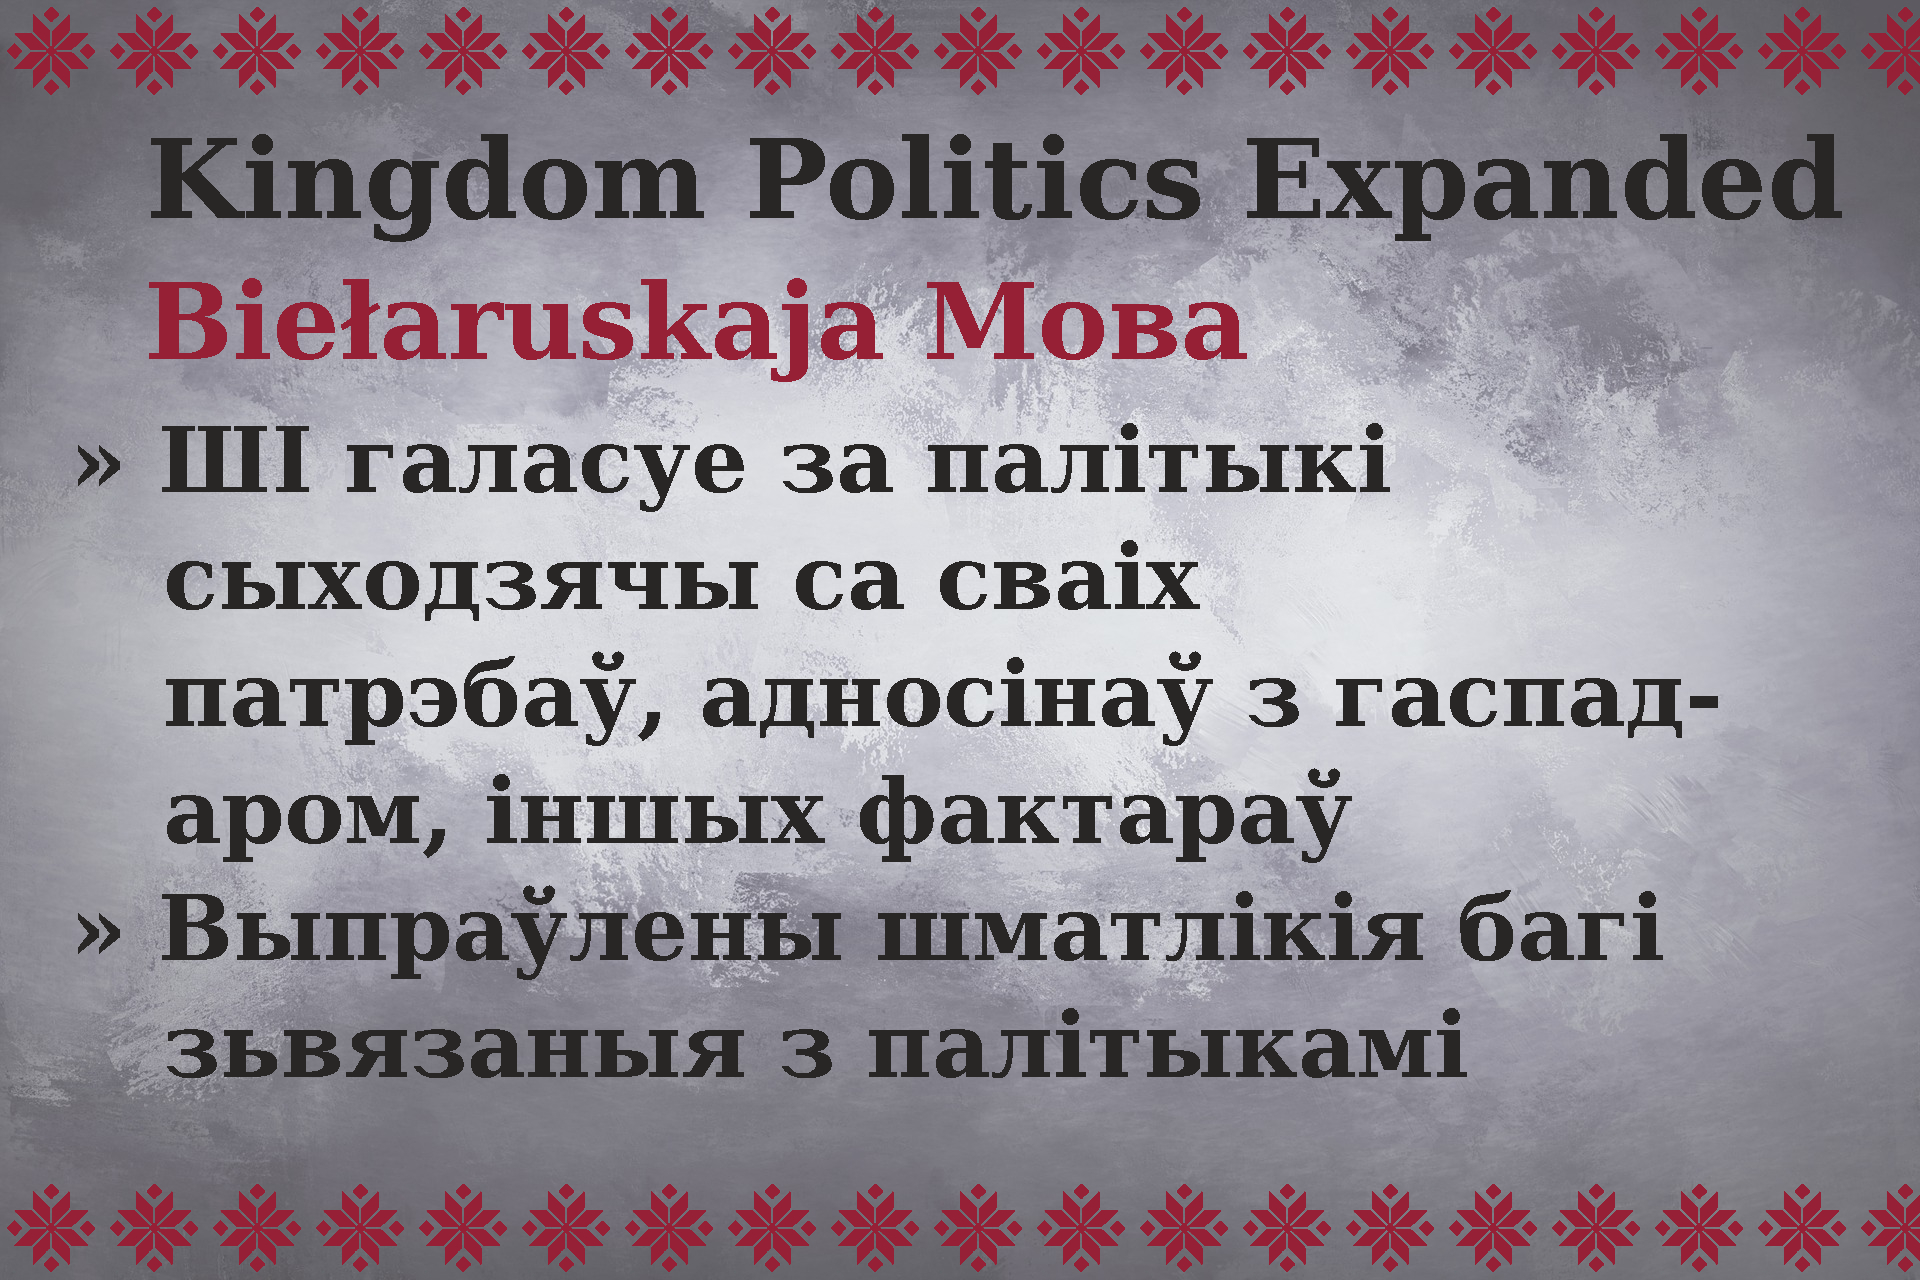 Kingdom Politics Expanded
Biełaruskaja Мова
» ШІ галасуе за палітыкі
сыходзячы са сваіх
патрэбаў, адносінаў з гаспад-
аром, іншых фактараў
» Выпраўлены шматлікія багі
зьвязаныя з палітыкамі